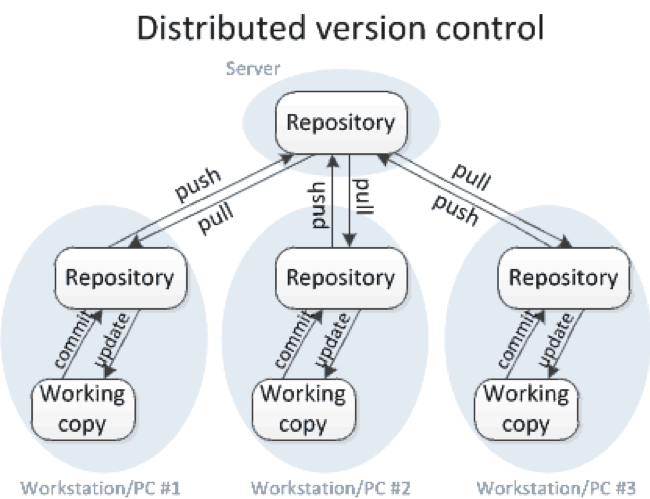 Distributed version control
Server
Repository
push
pull
push
pull
pull
push
Repository
Repository
Repository
commit
update
commit
update
commit
update
Working
copy
Working
copy
Working
copy
Workstation/PC #1
Workstation/PC #2
Workstation/PC #3